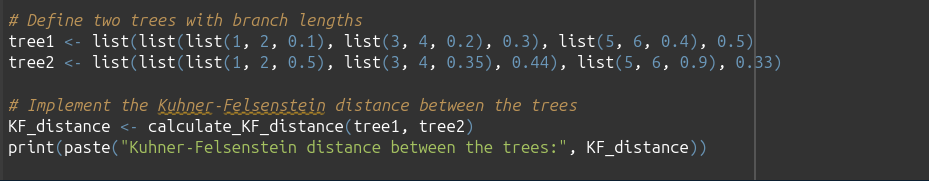 # Define two trees with branch lengths
tree1 <- list(list(list(1, 2, 0.1), list(3, 4, 0.2), 0.3), list(5, 6, 0.4), 0.5)
tree2 <- list(list(list(1, 2, 0.5), list(3, 4, 0.35), 0.44), list(5, 6, 0.9), 0.33)
# Implement the Kuhner-Felsenstein distance between the trees
KF_distance <- calculate_KF_distance(tree1, tree2)
print(paste("Kuhner-Felsenstein distance between the trees:", KF_distance))